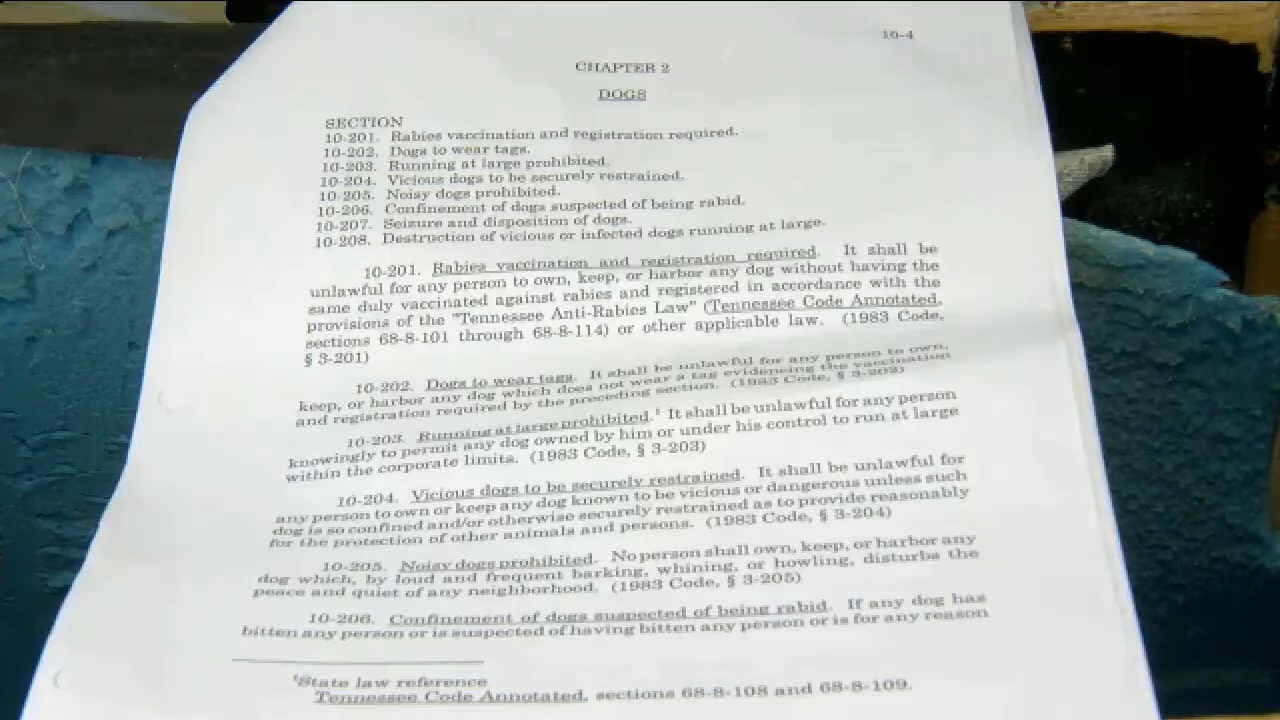 10-4
CHAPTER 2
DOGS
SECTION
10-201. Rabies vaccination and registration required.
10-202. Dogs to wear tags.
10-203. Running at large prohibited.
10-204. Vicious dogs to be securely restrained.
10-205. Noisy dogs prohibited.
10-206. Confinement of dogs suspected of being rabid.
10-207. Seizure and disposition of dogs.
10-208. Destruction of vicious or infected dogs running at large.
10-201. Rabies vaccination and registration required. It shall be
unlawful for any person to own, keep, or harbor any dog without having the
same duly vaccinated against rabies and registered in accordance with the
provisions of the "Tennessee Anti-Rabies Law" (Tennessee Code Annotated,
sections 68-8-101 through 68-8-114) or other applicable law. (1983 Code,
§ 3-201)
10-202. Dogs to wear tags. It shall be unlawful for any person to own,
keep, or harbor any dog which does not wear a tag evidencing the vaccination
and registration required by the preceding section. (1983 Code, § 3-202)
10-203. Running at large prohibited.¹ It shall be unlawful for any person
knowingly to permit any dog owned by him or under his control to run at large
within the corporate limits. (1983 Code, § 3-203)
10-204. Vicious dogs to be securely restrained. It shall be unlawful for
any person to own or keep any dog known to be vicious or dangerous unless such
dog is so confined and/or otherwise securely restrained as to provide reasonably
for the protection of other animals and persons. (1983 Code, § 3-204)
10-205. Noisy dogs prohibited. No person shall own, keep, or harbor any
dog which, by loud and frequent barking, whining, or howling, disturbs the
peace and quiet of any neighborhood. (1983 Code, § 3-205)
10-206. Confinement of dogs suspected of being rabid. If any dog has
bitten any person or is suspected of having bitten any person or is for any reason
¹State law reference
Tennessee Code Annotated, sections 68-8-108 and 68-8-109.